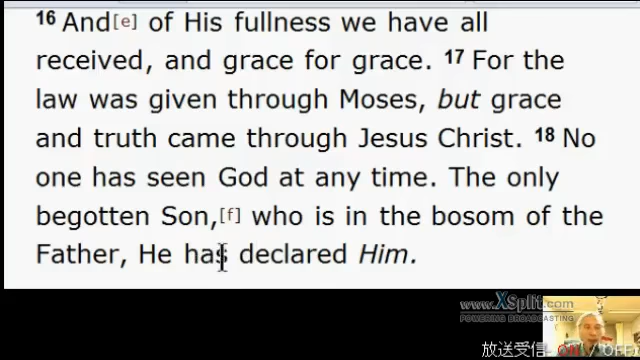 16 And[e] of His fullness we have all
received, and grace for grace. 17 For the
law was given through Moses, but grace
and truth came through Jesus Christ. 18 No
one has seen God at any time. The only
begotten Son,[f] who is in the bosom of the
Father, He has declared Him.
www.XSplit.com
POWERING BROADCASTING
放送受信 ON / OFF